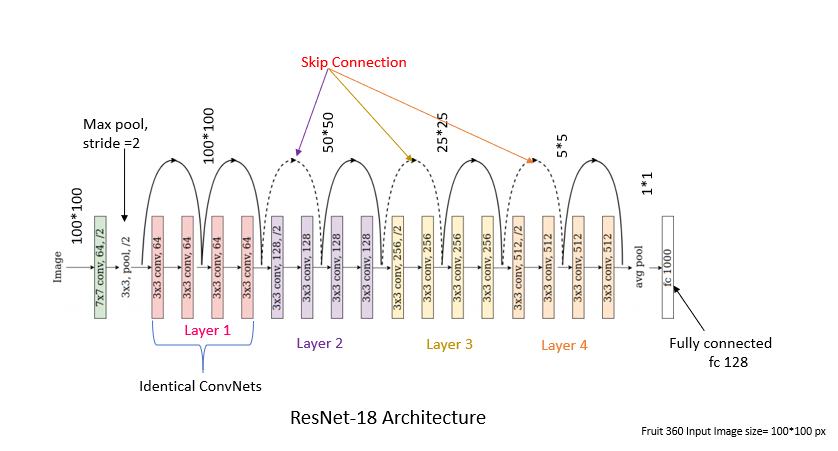 Skip Connection
Max pool,
stride =2
100*100
100*100
50*50
25*25
5*5
1*1
Image
7x7 conv, 64, /2
3x3, pool, /2
3x3 conv, 64
3x3 conv, 64
3x3 conv, 64
3x3 conv, 64
3x3 conv, 128, /2
3x3 conv, 128
3x3 conv, 128
3x3 conv, 128
3x3 conv, 256, /2
3x3 conv, 256
3x3 conv, 256
3x3 conv, 256
3x3 conv, 512, /2
3x3 conv, 512
3x3 conv, 512
3x3 conv, 512
avg pool
fc 1000
Layer 1
Layer 2
Layer 3
Layer 4
Fully connected
fc 128
Identical ConvNets
ResNet-18 Architecture
Fruit 360 Input Image size= 100*100 px